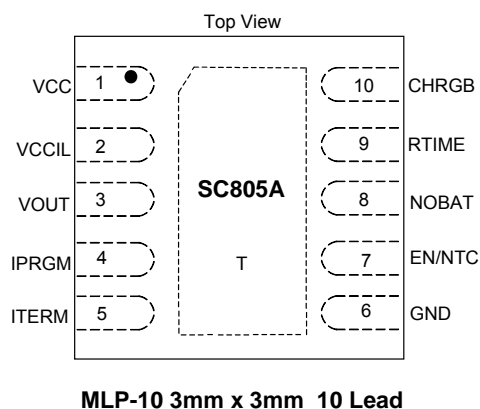 Top View
VCC 1 10 CHRGB
VCCIL 2 9 RTIME
SC805A
VOUT 3 8 NOBAT
IPRGM 4 T 7 EN/NTC
ITERM 5 6 GND
MLP-10 3mm x 3mm 10 Lead